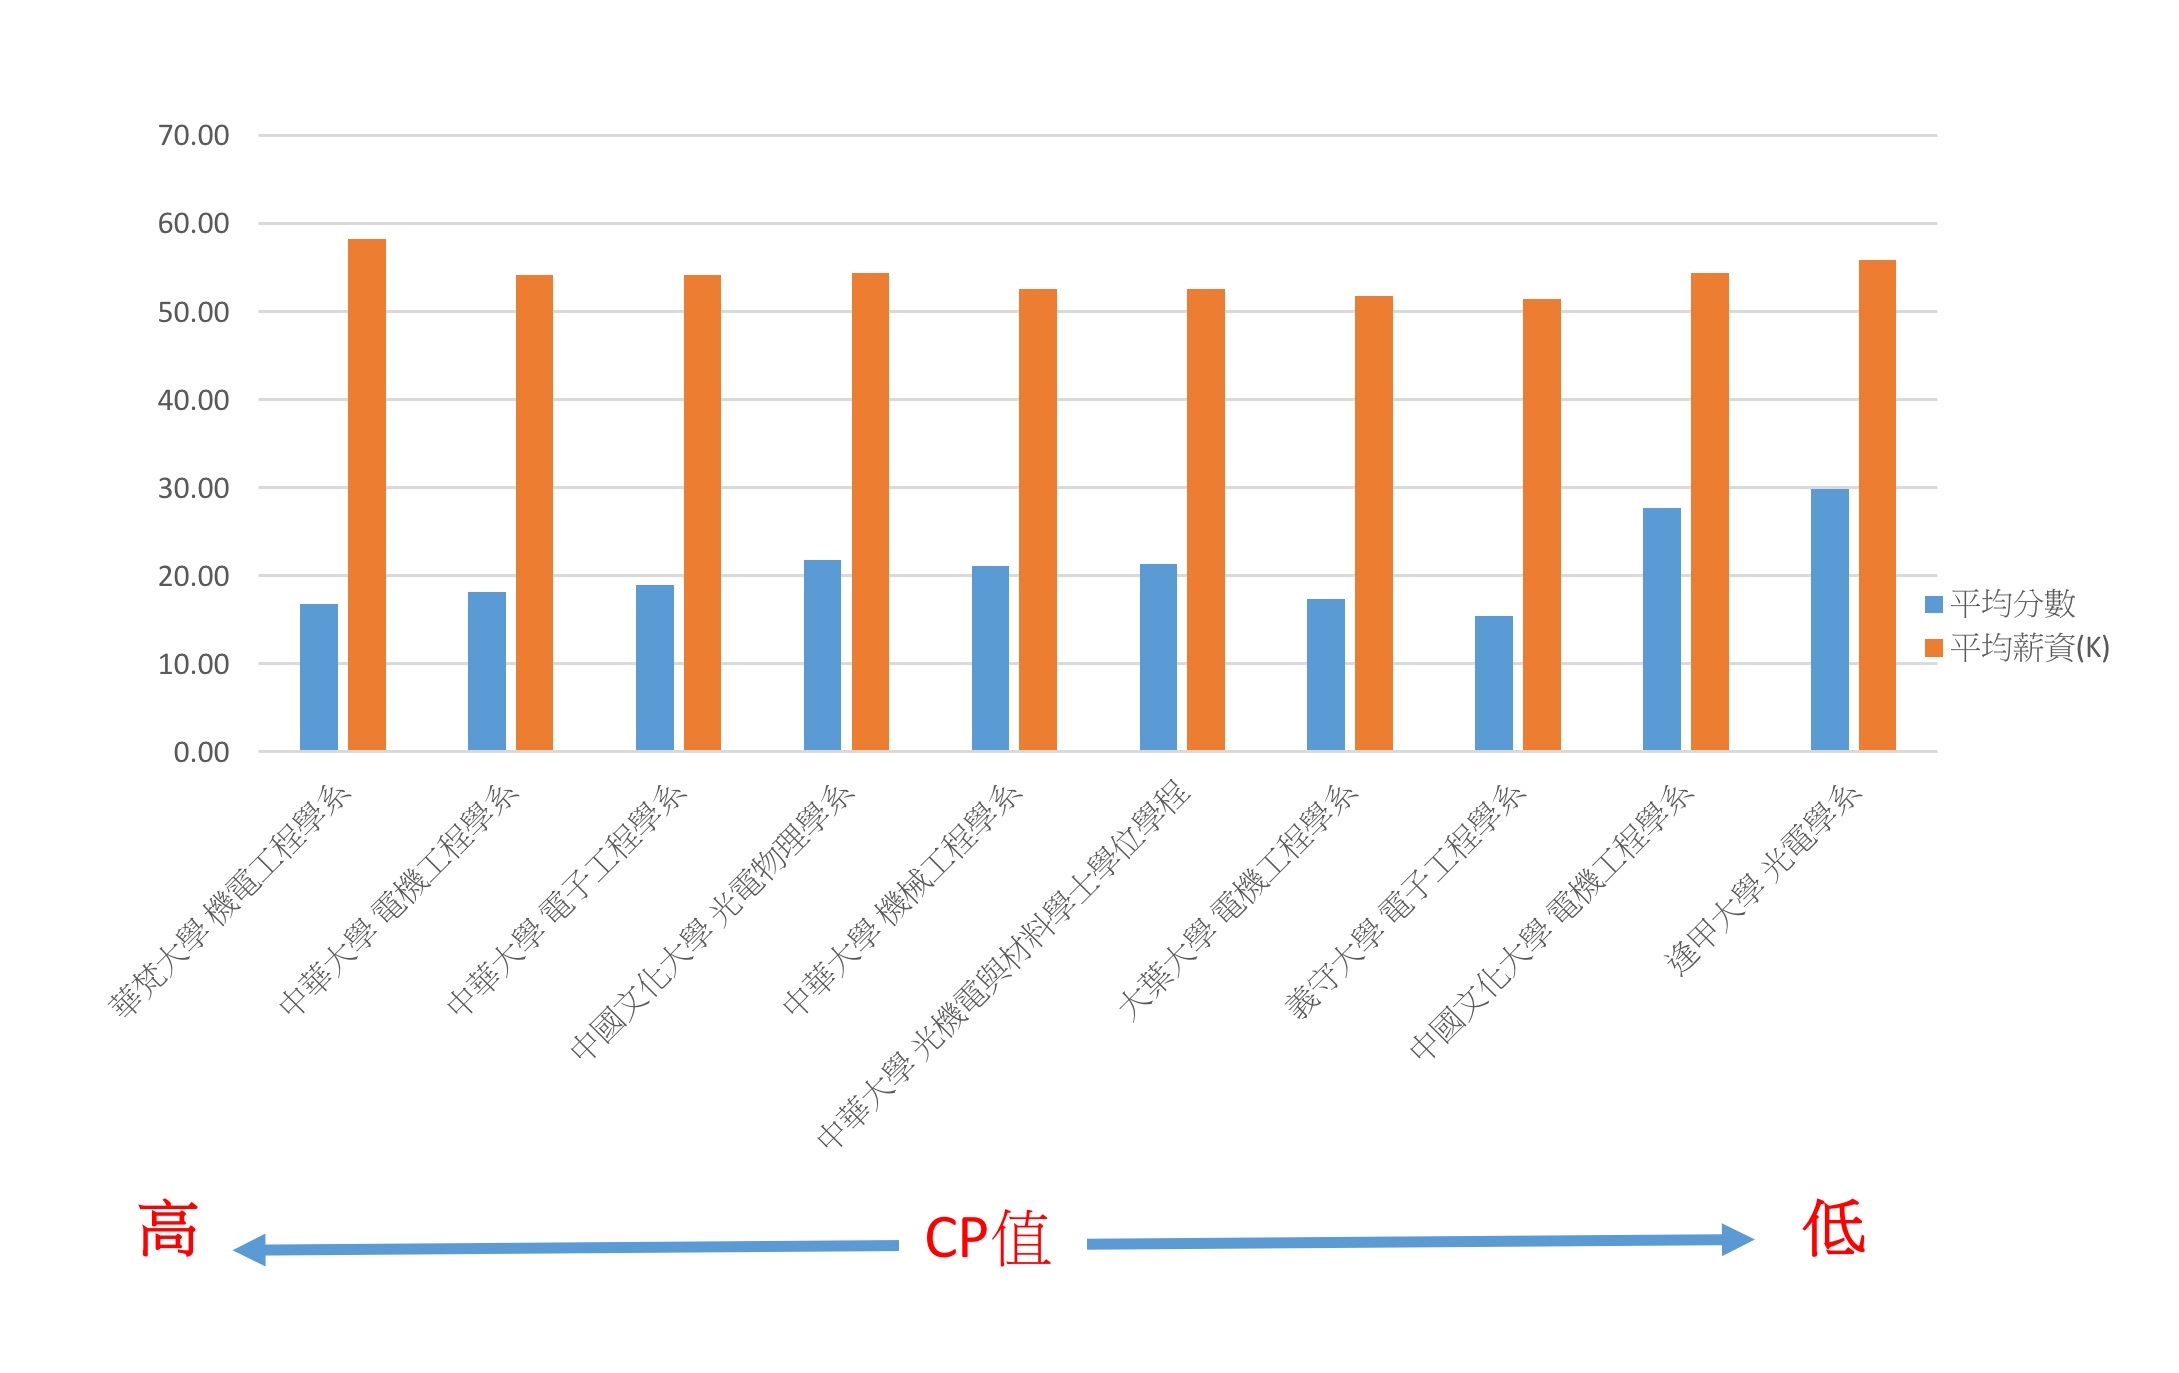 70.00
60.00
50.00
40.00
30.00
20.00
10.00
0.00
平均分數
平均薪資(K)
華梵大學 機電工程學系
中華大學 電機工程學系
中華大學 電子工程學系
中國文化大學 光電物理學系
中華大學 機械工程學系
中華大學 光機電與材料學士學位學程
大葉大學 電機工程學系
義守大學 電子工程學系
中國文化大學 電機工程學系
逢甲大學 光電學系
高 CP值 低